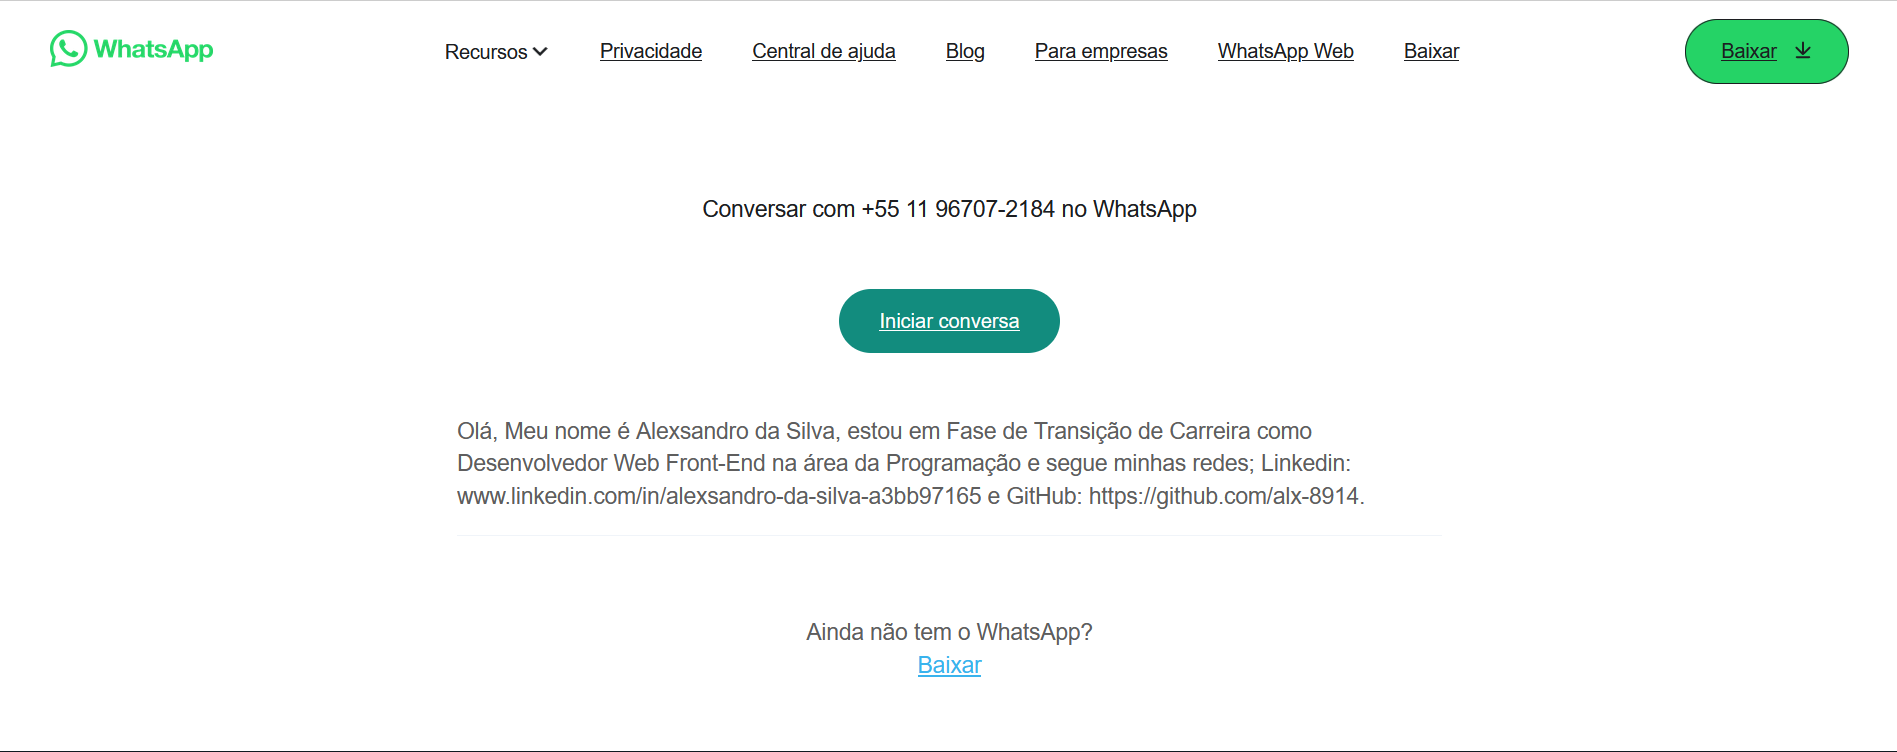 WhatsApp
Recursos
Privacidade
Central de ajuda
Blog
Para empresas
WhatsApp Web
Baixar
Baixar
Conversar com +55 11 96707-2184 no WhatsApp
Iniciar conversa
Olá, Meu nome é Alexsandro da Silva, estou em Fase de Transição de Carreira como
Desenvolvedor Web Front-End na área da Programação e segue minhas redes; Linkedin:
www.linkedin.com/in/alexsandro-da-silva-a3bb97165 e GitHub: https://github.com/alx-8914.
Ainda não tem o WhatsApp?
Baixar